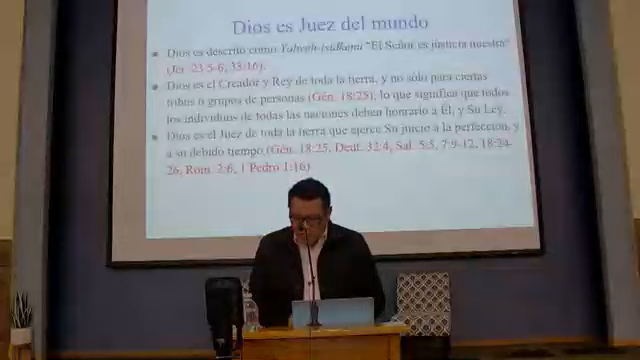 Dios es Juez del mundo
• Dios es descrito como Yahveh-tsidkenu “El Señor es justicia nuestra”
(Jer. 23:5-6, 33:16).
• Dios es el Creador y Rey de toda la tierra, y no sólo para ciertas
tribus o grupos de personas (Gén. 18:25), lo que significa que todos
los individuos de todas las naciones deben honrarlo a Él, y Su Ley.
• Dios es el Juez de toda la tierra que ejerce Su juicio a la perfección, y
a su debido tiempo (Gén. 18:25, Deut. 32:4, Sal. 5:5, 7:9-12, 18:24-
26, Rom. 2:6, 1 Pedro 1:16)